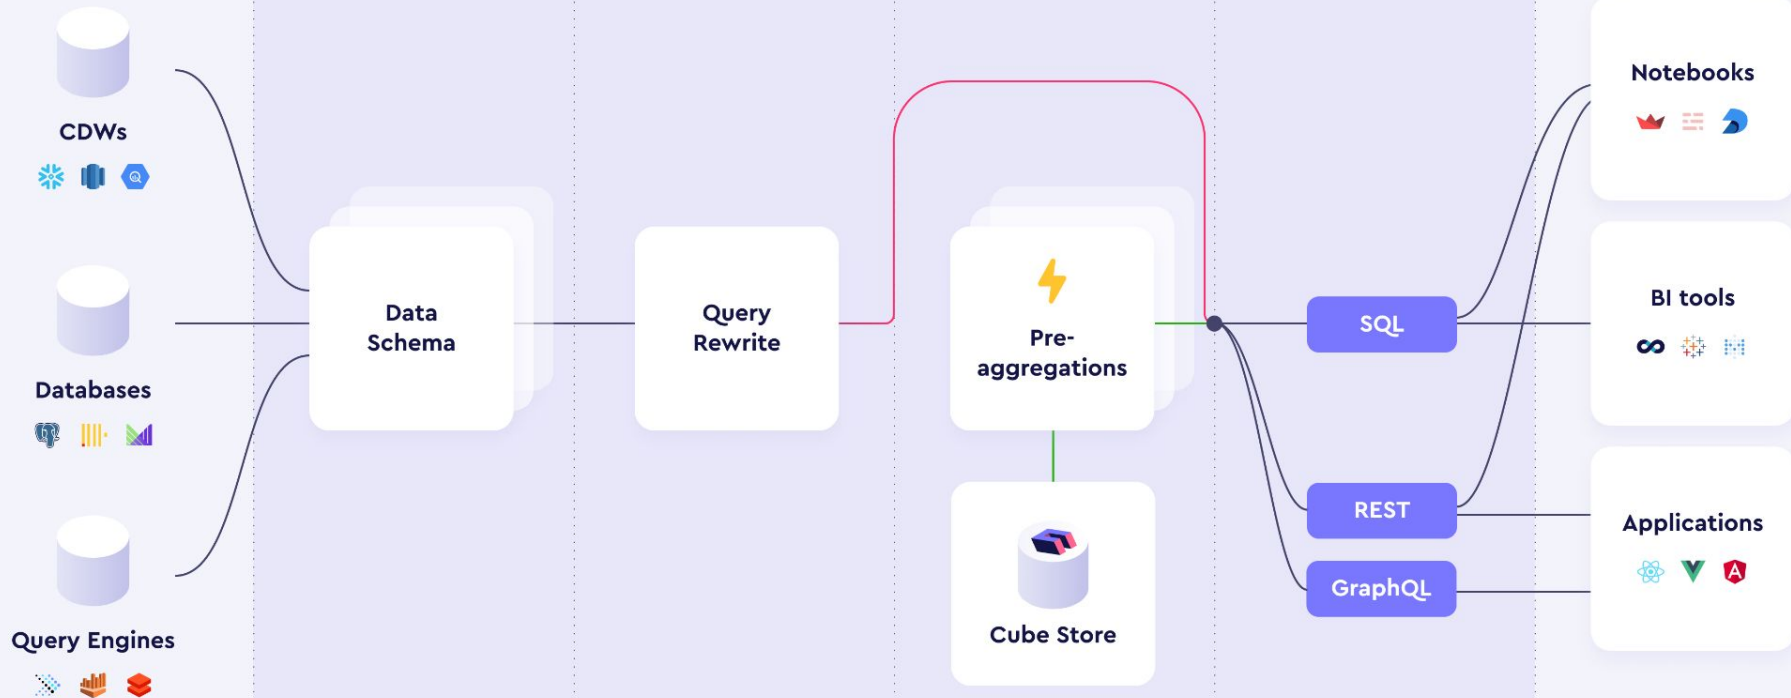 CDWs
Databases
Query Engines
Data
Schema
Query
Rewrite
Pre-
aggregations
Cube Store
SQL
REST
GraphQL
Notebooks
BI tools
Applications
A